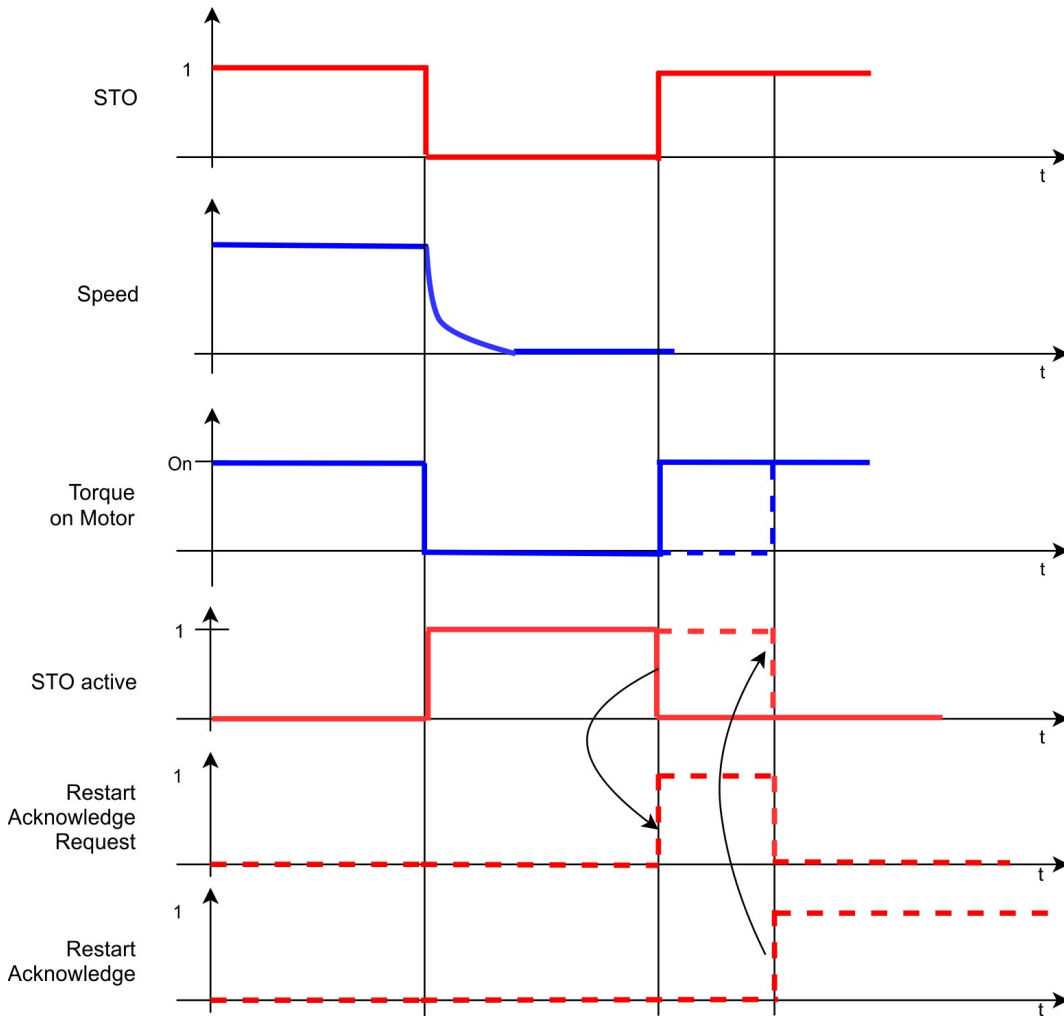 1
STO
t
Speed
t
On
Torque
on Motor
t
1
STO active
t
1
Restart
Acknowledge
Request
t
1
Restart
Acknowledge
t